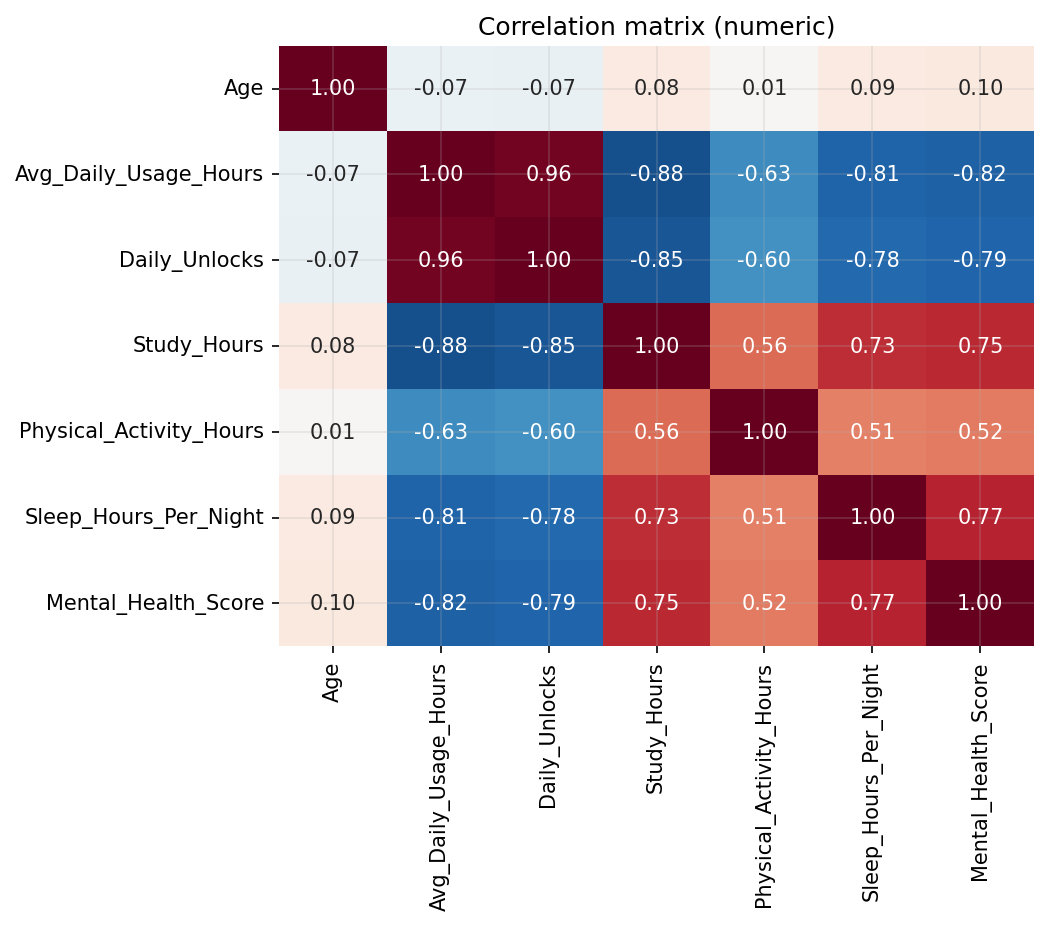 Correlation matrix (numeric)
Age 1.00 -0.07 -0.07 0.08 0.01 0.09 0.10
Avg_Daily_Usage_Hours -0.07 1.00 0.96 -0.88 -0.63 -0.81 -0.82
Daily_Unlocks -0.07 0.96 1.00 -0.85 -0.60 -0.78 -0.79
Study_Hours 0.08 -0.88 -0.85 1.00 0.56 0.73 0.75
Physical_Activity_Hours 0.01 -0.63 -0.60 0.56 1.00 0.51 0.52
Sleep_Hours_Per_Night 0.09 -0.81 -0.78 0.73 0.51 1.00 0.77
Mental_Health_Score 0.10 -0.82 -0.79 0.75 0.52 0.77 1.00
Age
Avg_Daily_Usage_Hours
Daily_Unlocks
Study_Hours
Physical_Activity_Hours
Sleep_Hours_Per_Night
Mental_Health_Score